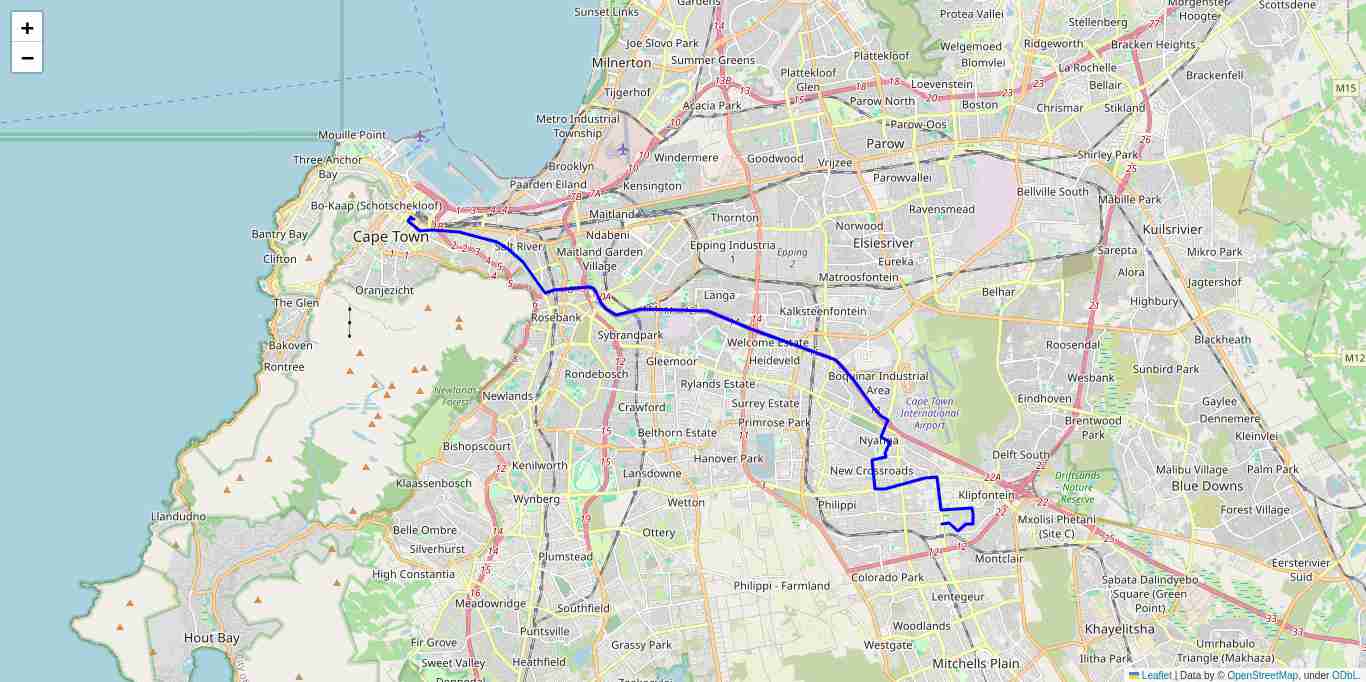 +
−
Sunset Links
Gardens
Morgenster
Hoogte
Scottsdene
Protea Vallei
Stellenberg
Joe Slovo Park
Welgemoed
Ridgeworth
Bracken Heights
Milnerton
Summer Greens
Plattekloof
Blomvlei
La Rochelle
Brackenfell
Plattekloof
Glen
Loevenstein
Bellair
M15
Tijgerhof
Acacia Park
Parow North
Boston
Chrismar
Stikland
Metro Industrial
Township
Parow-Oos
Mouille Point
Parow
Three Anchor
Bay
Brooklyn
Windermere
Goodwood
Vrijzee
Shirley Park
Paarden Eiland
Kensington
Parowvallei
Bellville South
Bo-Kaap (Schotschekloof)
Maitland
Thornton
Ravensmead
Mabille Park
Cape Town
Bantry Bay
Salt River
Ndabeni
Norwood
Kuilsrivier
Clifton
Maitland Garden
Village
Epping Industria
1
Epping
2
Elsiesriver
Eureka
Sarepta
Mikro Park
Oranjezicht
Matroosfontein
Alora
Jagtershof
The Glen
Langa
Belhar
Highbury
Rosebank
Kalksteenfontein
Bakoven
Sybrandpark
Welcome Estate
Roosendal
Blackheath
M12
Rontree
Gleemoor
Heideveld
Rondebosch
Rylands Estate
Boquinar Industrial
Area
Wesbank
Sunbird Park
Newlands
Forest
Newlands
Crawford
Surrey Estate
Cape Town
International
Airport
Eindhoven
Gaylee
Primrose Park
Brentwood
Park
Dennemere
Bishopscourt
Belthorn Estate
Nyanga
Kleinvlei
Kenilworth
Hanover Park
Delft South
Klaassenbosch
Lansdowne
New Crossroads
Driftsands
Nature
Reserve
Malibu Village
Palm Park
Blue Downs
Wynberg
Wetton
Philippi
Klipfontein
Forest Village
Llandudno
Belle Ombre
Ottery
Mxolisi Phetani
(Site C)
Silverhurst
Plumstead
Montclair
Eersterivier
Suid
High Constantia
Philippi - Farmland
Colorado Park
Sabata Dalindyebo
Square (Green
Point)
Meadowridge
Southfield
Lentegeur
Hout Bay
Puntsville
Woodlands
Khayelitsha
Fir Grove
Grassy Park
Westgate
Umrhabulo
Triangle (Makhaza)
Sweet Valley
Heathfield
Mitchells Plain
Ilitha Park
Leaflet | Data by © OpenStreetMap, under ODbL.